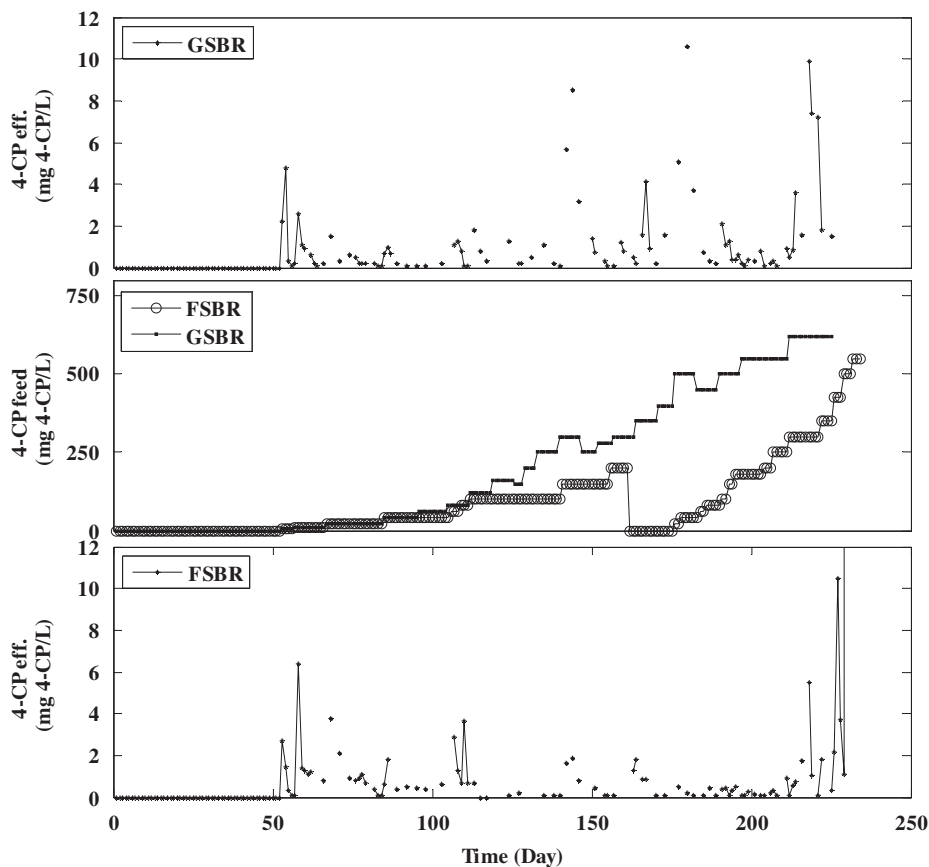 12
10
8
6
4
2
0
GSBR
4-CP eff.
(mg 4-CP/L)
750
500
250
0
FSBR
GSBR
4-CP feed
(mg 4-CP/L)
12
10
8
6
4
2
0
FSBR
4-CP eff.
(mg 4-CP/L)
0 50 100 150 200 250
Time (Day)